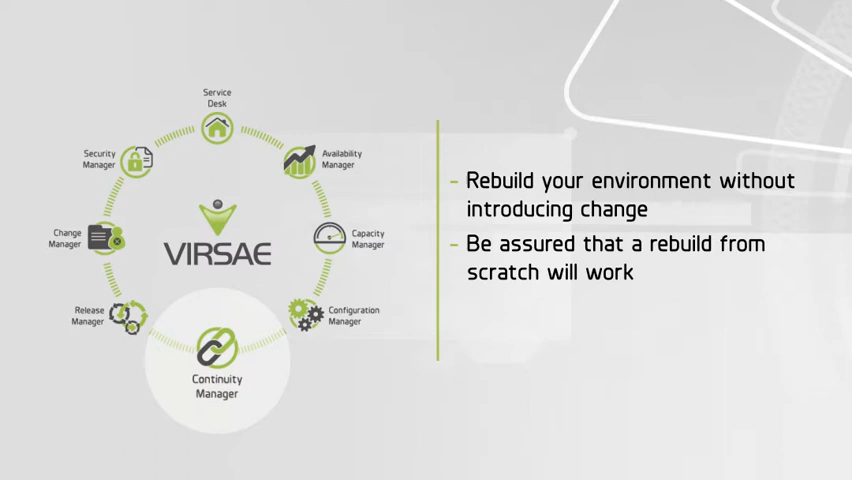 Service
Desk
Security
Manager
Availability
Manager
Change
Manager
VIRSAE
Capacity
Manager
Release
Manager
Configuration
Manager
Continuity
Manager
- Rebuild your environment without
introducing change
- Be assured that a rebuild from
scratch will work